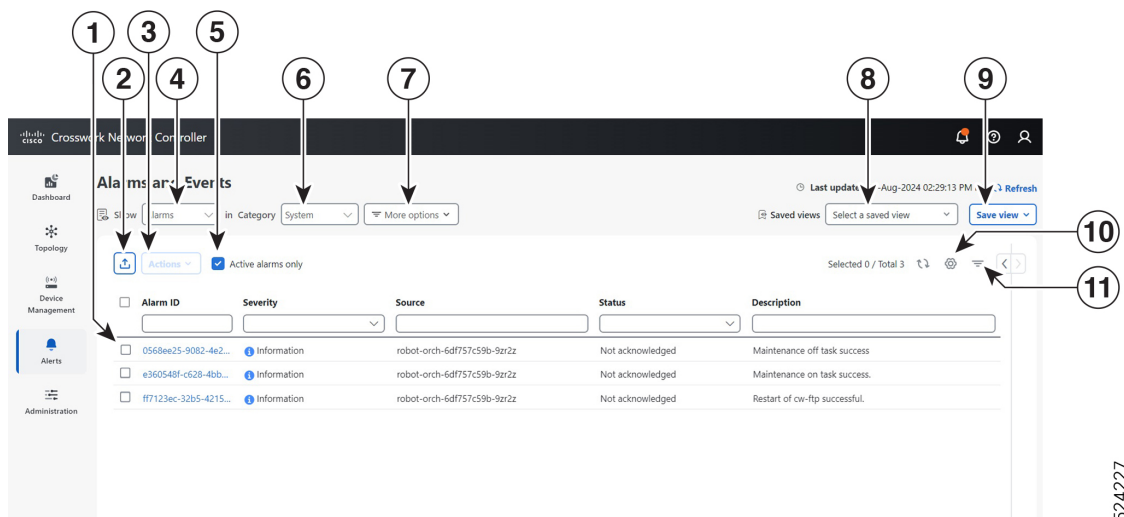 1 3 5
2 4 6 7 8 9
cisco Crosswork Network Controller
Dashboard
Topology
Device
Management
Alerts
Administration
Alarms and Events
Last update -Aug-2024 02:29:13 PM Refresh
Show Alarms in Category System More options Saved views Select a saved view Save view
10
Actions Active alarms only Selected 0 / Total 3
11
Alarm ID Severity Source Status Description
0568ee25-9082-4e2... Information robot-orch-6df757c59b-9zr2z Not acknowledged Maintenance off task success
e360548f-c628-4bb... Information robot-orch-6df757c59b-9zr2z Not acknowledged Maintenance on task success.
ff7123ec-32b5-4215... Information robot-orch-6df757c59b-9zr2z Not acknowledged Restart of cw-ftp successful.
524227